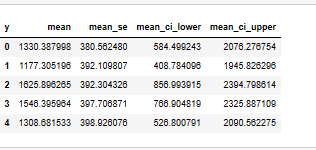 y mean mean_se mean_ci_lower mean_ci_upper
0 1330.387998 380.562480 584.499243 2076.276754
1 1177.305196 392.109807 408.784096 1945.826296
2 1625.896265 392.304326 856.993915 2394.798614
3 1546.395964 397.706871 766.904819 2325.887109
4 1308.681533 398.926076 526.800791 2090.562275